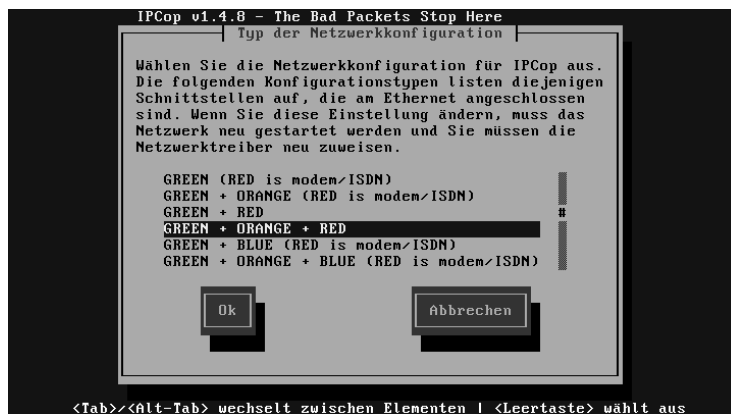 IPCop v1.4.8 - The Bad Packets Stop Here
Typ der Netzwerkkonfiguration
Wählen Sie die Netzwerkkonfiguration für IPCop aus.
Die folgenden Konfigurationstypen listen diejenigen
Schnittstellen auf, die am Ethernet angeschlossen
sind. Wenn Sie diese Einstellung ändern, muss das
Netzwerk neu gestartet werden und Sie müssen die
Netzwerktreiber neu zuweisen.
GREEN (RED is modem/ISDN)
GREEN + ORANGE (RED is modem/ISDN)
GREEN + RED #
GREEN + ORANGE + RED
GREEN + BLUE (RED is modem/ISDN)
GREEN + ORANGE + BLUE (RED is modem/ISDN)
Ok Abbrechen
<Tab>/<Alt-Tab> wechselt zwischen Elementen | <Leertaste> wählt aus